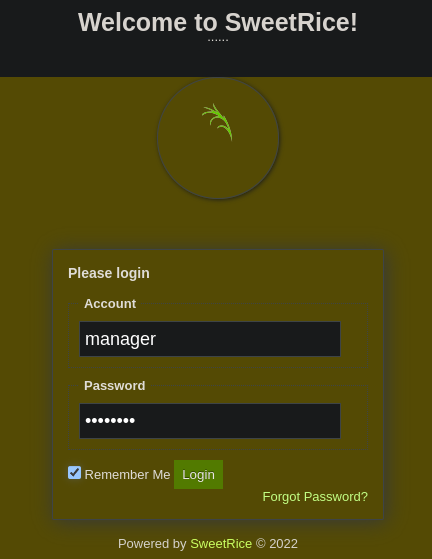 Welcome to SweetRice!
......
Please login
Account
manager
Password
••••••••
Remember Me Login
Forgot Password?
Powered by SweetRice © 2022